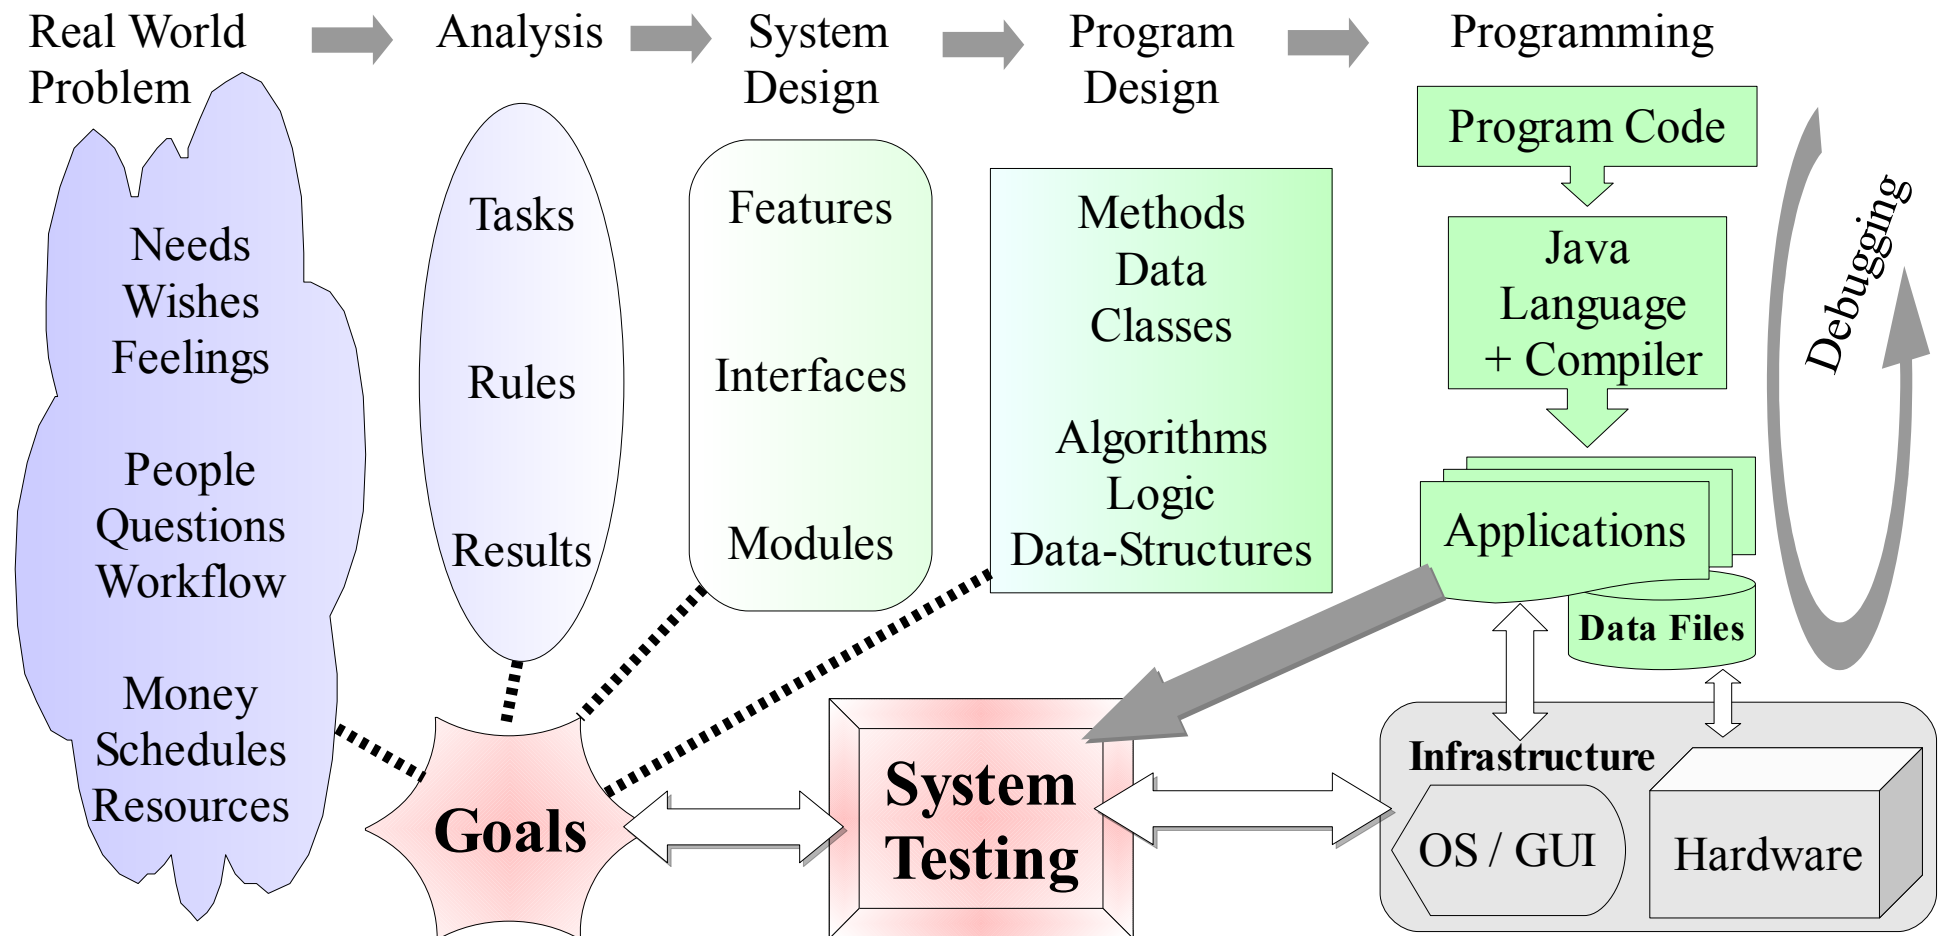 Real World
Problem
Analysis
System
Design
Program
Design
Programming
Needs
Wishes
Feelings
People
Questions
Workflow
Money
Schedules
Resources
Tasks
Rules
Results
Features
Interfaces
Modules
Methods
Data
Classes
Algorithms
Logic
Data-Structures
Program Code
Java
Language
+ Compiler
Applications
Data Files
Debugging
Goals
System
Testing
Infrastructure
OS / GUI
Hardware